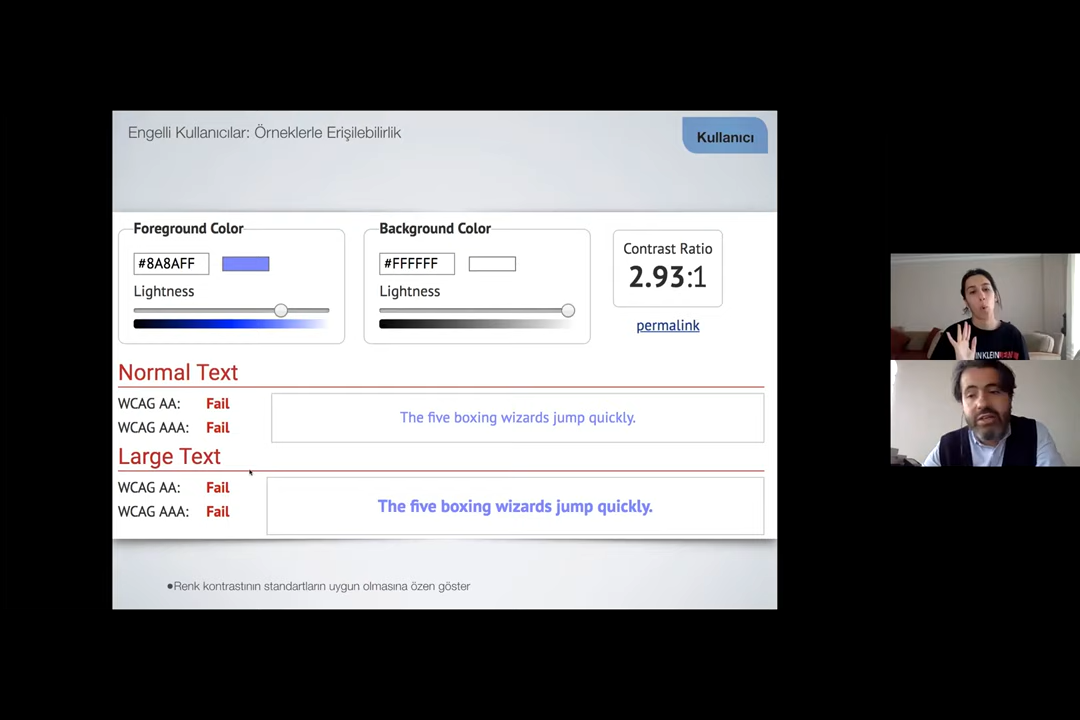 Engelli Kullanıcılar: Örneklerle Erişilebilirlik
Kullanıcı
Foreground Color
#8A8AFF
Lightness
Background Color
#FFFFFF
Lightness
Contrast Ratio
2.93:1
permalink
Normal Text
WCAG AA: Fail
WCAG AAA: Fail
The five boxing wizards jump quickly.
Large Text
WCAG AA: Fail
WCAG AAA: Fail
The five boxing wizards jump quickly.
●Renk kontrastının standartların uygun olmasına özen göster